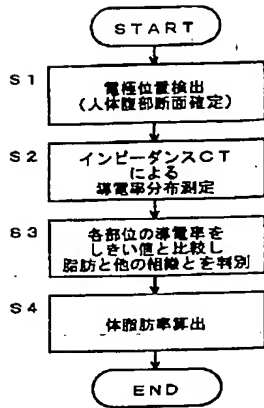 START
S1
電極位置検出
(人体腹部断面確定)
S2
インピーダンスCT
による
導電率分布測定
S3
各部位の導電率を
しきい値と比較し
脂肪と他の組織とを判別
S4
体脂肪率算出
END